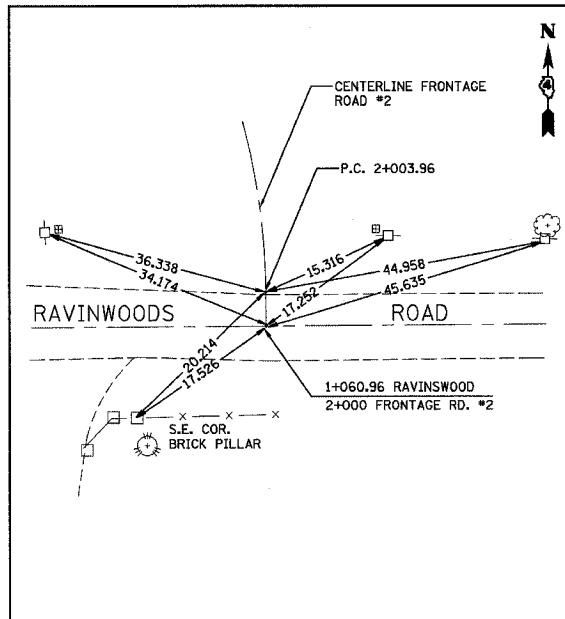 N
4
CENTERLINE FRONTAGE
ROAD #2
P.C. 2+003.96
36.338
34.174
15.316
17.252
44.958
45.635
RAVINWOODS ROAD
20.214
17.526
1+060.96 RAVINSWOOD
2+000 FRONTAGE RD. #2
S.E. COR.
BRICK PILLAR